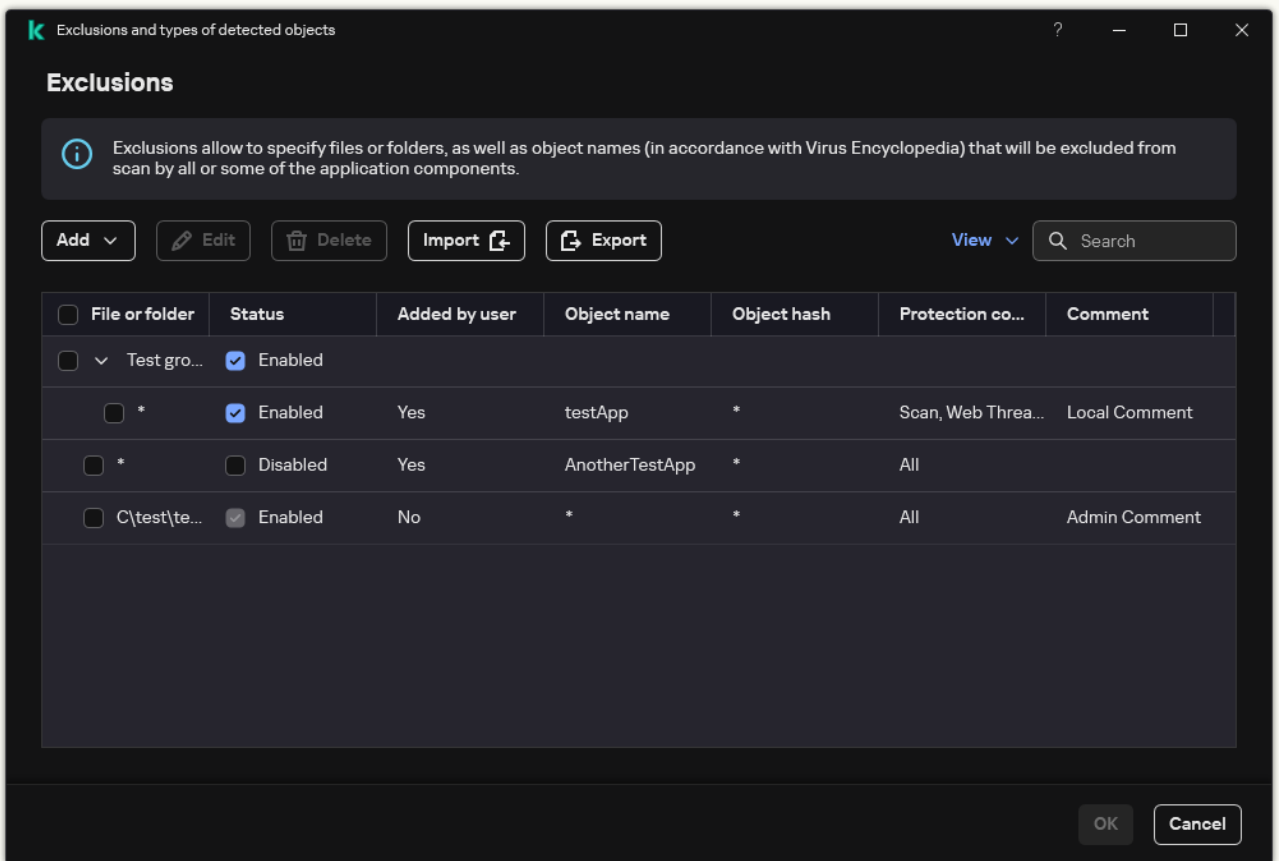 Exclusions and types of detected objects
Exclusions
Exclusions allow to specify files or folders, as well as object names (in accordance with Virus Encyclopedia) that will be excluded from
scan by all or some of the application components.
Add Edit Delete Import Export View Search
File or folder Status Added by user Object name Object hash Protection co... Comment
Test gro... Enabled
* Enabled Yes testApp * Scan, Web Threa... Local Comment
* Disabled Yes AnotherTestApp * All
C\test\te... Enabled No * * All Admin Comment
OK Cancel